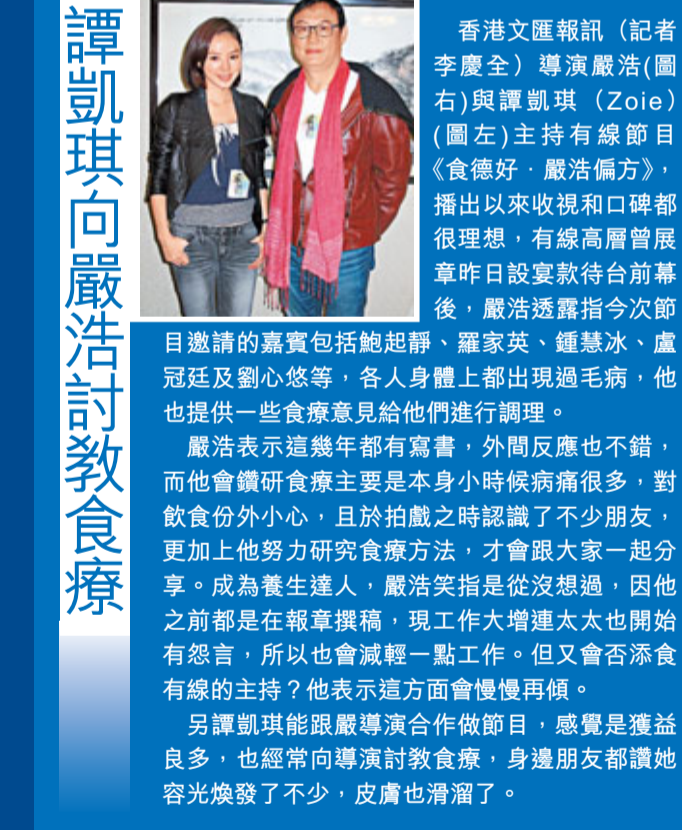 譚凱琪向嚴浩討教食療
香港文匯報訊（記者
李慶全）導演嚴浩(圖
右)與譚凱琪（Zoie）
(圖左)主持有線節目
《食德好．嚴浩偏方》，
播出以來收視和口碑都
很理想，有線高層曾展
章昨日設宴款待台前幕
後，嚴浩透露指今次節
目邀請的嘉賓包括鮑起靜、羅家英、鍾慧冰、盧
冠廷及劉心悠等，各人身體上都出現過毛病，他
也提供一些食療意見給他們進行調理。
嚴浩表示這幾年都有寫書，外間反應也不錯，
而他會鑽研食療主要是本身小時候病痛很多，對
飲食份外小心，且於拍戲之時認識了不少朋友，
更加上他努力研究食療方法，才會跟大家一起分
享。成為養生達人，嚴浩笑指是從沒想過，因他
之前都是在報章撰稿，現工作大增連太太也開始
有怨言，所以也會減輕一點工作。但又會否添食
有線的主持？他表示這方面會慢慢再傾。
另譚凱琪能跟嚴導演合作做節目，感覺是獲益
良多，也經常向導演討教食療，身邊朋友都讚她
容光煥發了不少，皮膚也滑溜了。